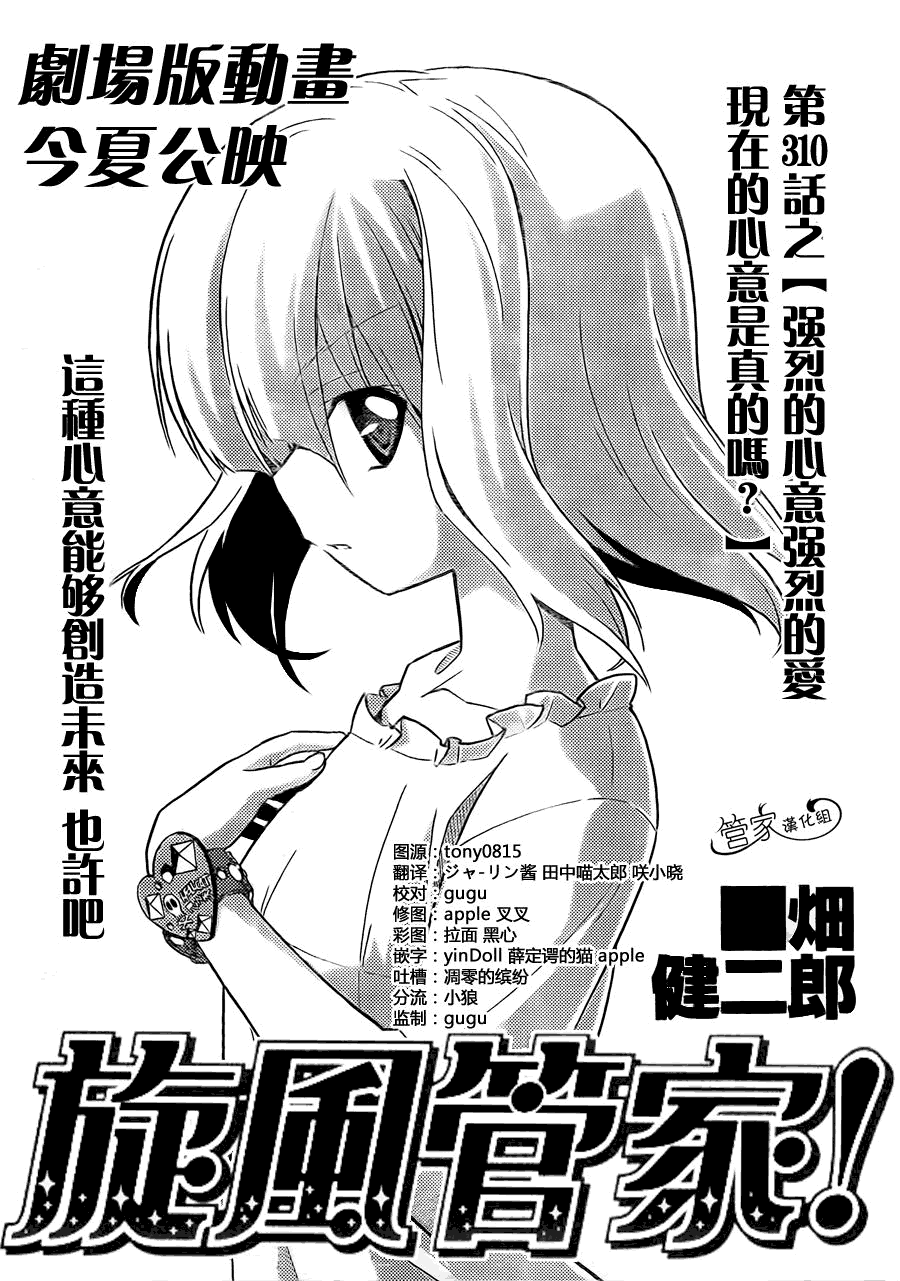 劇場版動畫
今夏公映
第310話之【强烈的心意强烈的愛
現在的心意是真的嗎？】
這種心意能够創造未來 也許吧
管家漢化組
图源：tony0815
翻译：ジャ-リン酱 田中喵太郎 咲小晓
校对：gugu
修图：apple 叉叉
彩图：拉面 黑心
嵌字：yinDoll 薛定谔的猫 apple
吐槽：凋零的缤纷
分流：小狼
监制：gugu
■畑
健二郎
旋風管家！